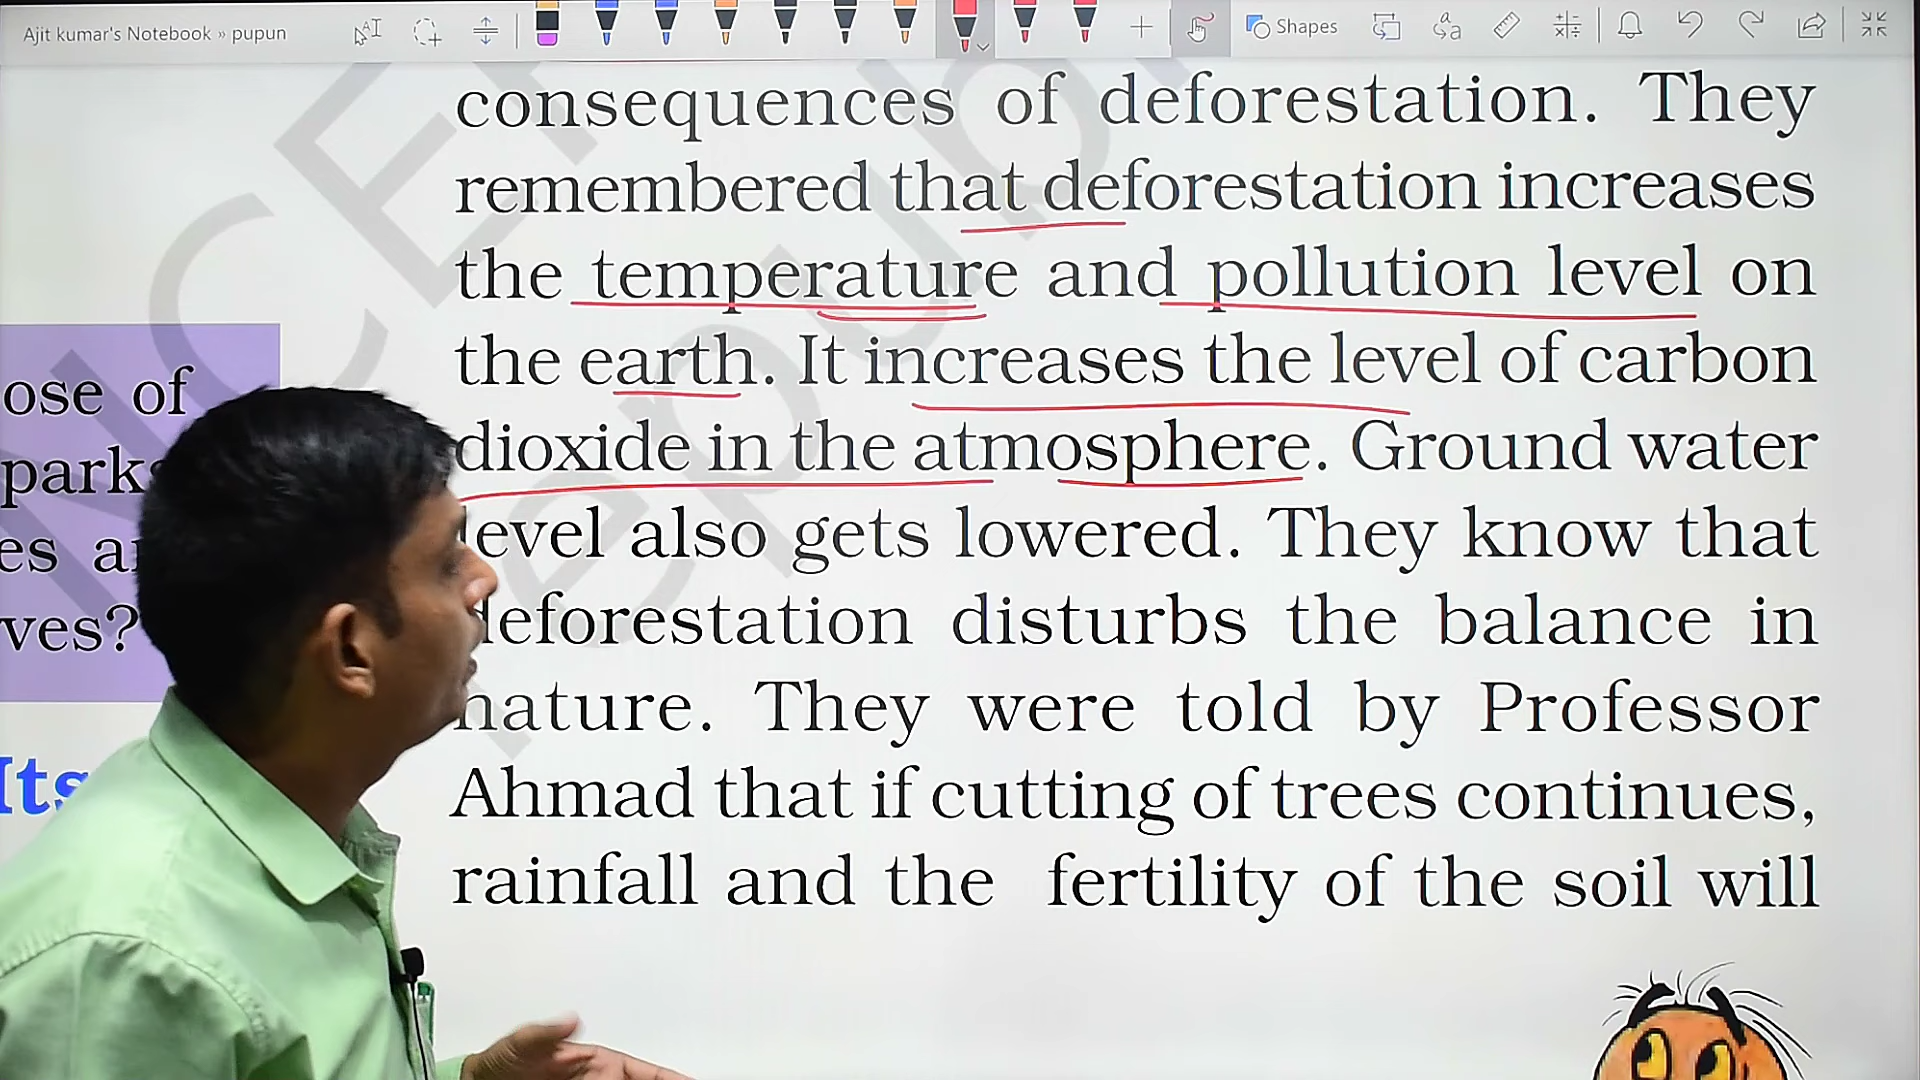 Ajit kumar's Notebook » pupun
Shapes
consequences of deforestation. They
remembered that deforestation increases
the temperature and pollution level on
the earth. It increases the level of carbon
dioxide in the atmosphere. Ground water
level also gets lowered. They know that
deforestation disturbs the balance in
nature. They were told by Professor
Ahmad that if cutting of trees continues,
rainfall and the fertility of the soil will
ose of
park
es a
ves?
Its